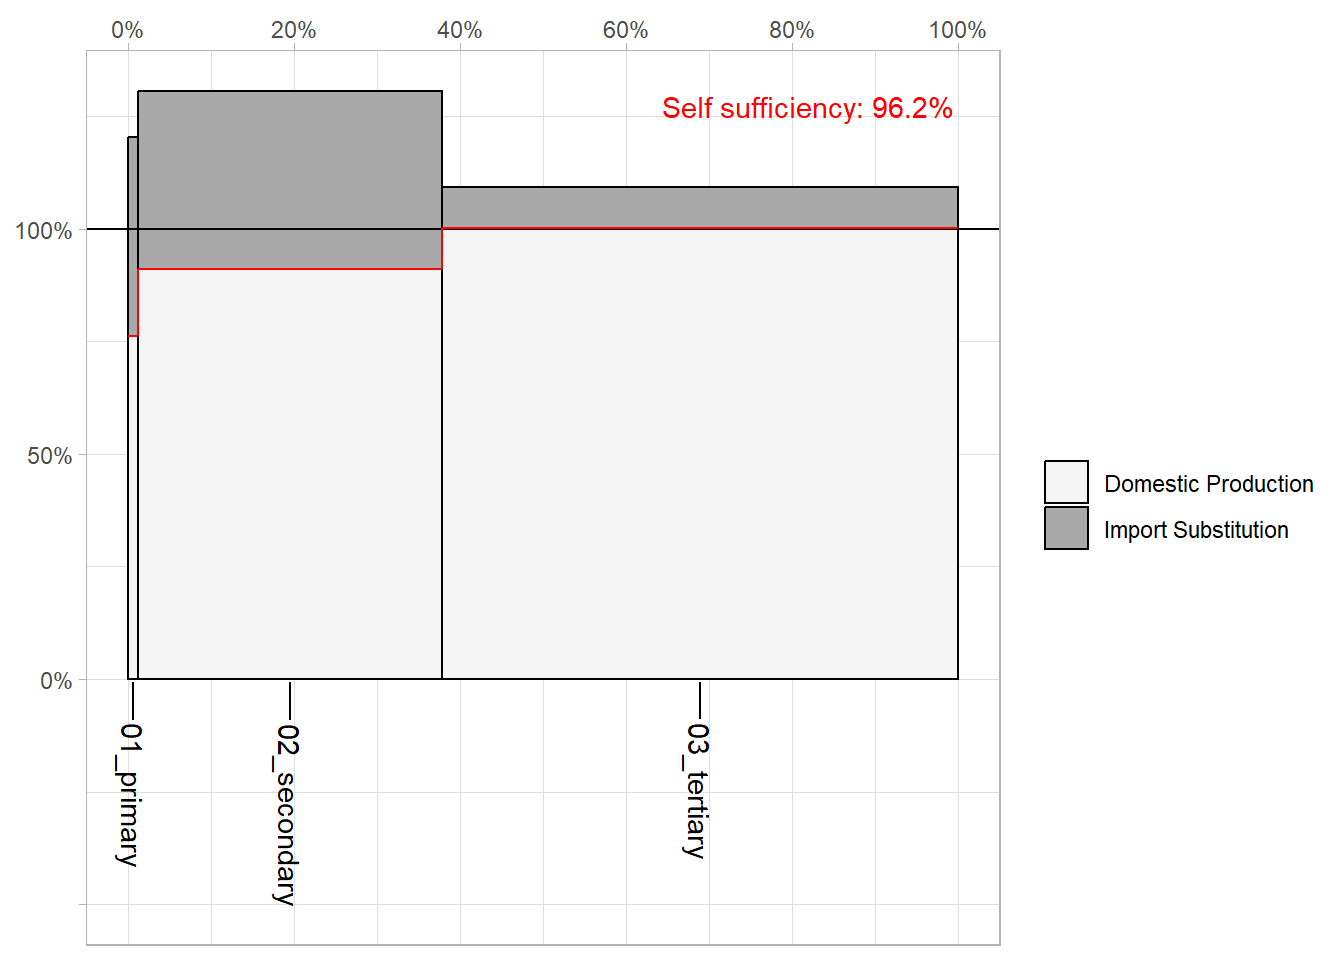 0% 20% 40% 60% 80% 100%
Self sufficiency: 96.2%
100%
50%
0%
Domestic Production
Import Substitution
01_primary
02_secondary
03_tertiary